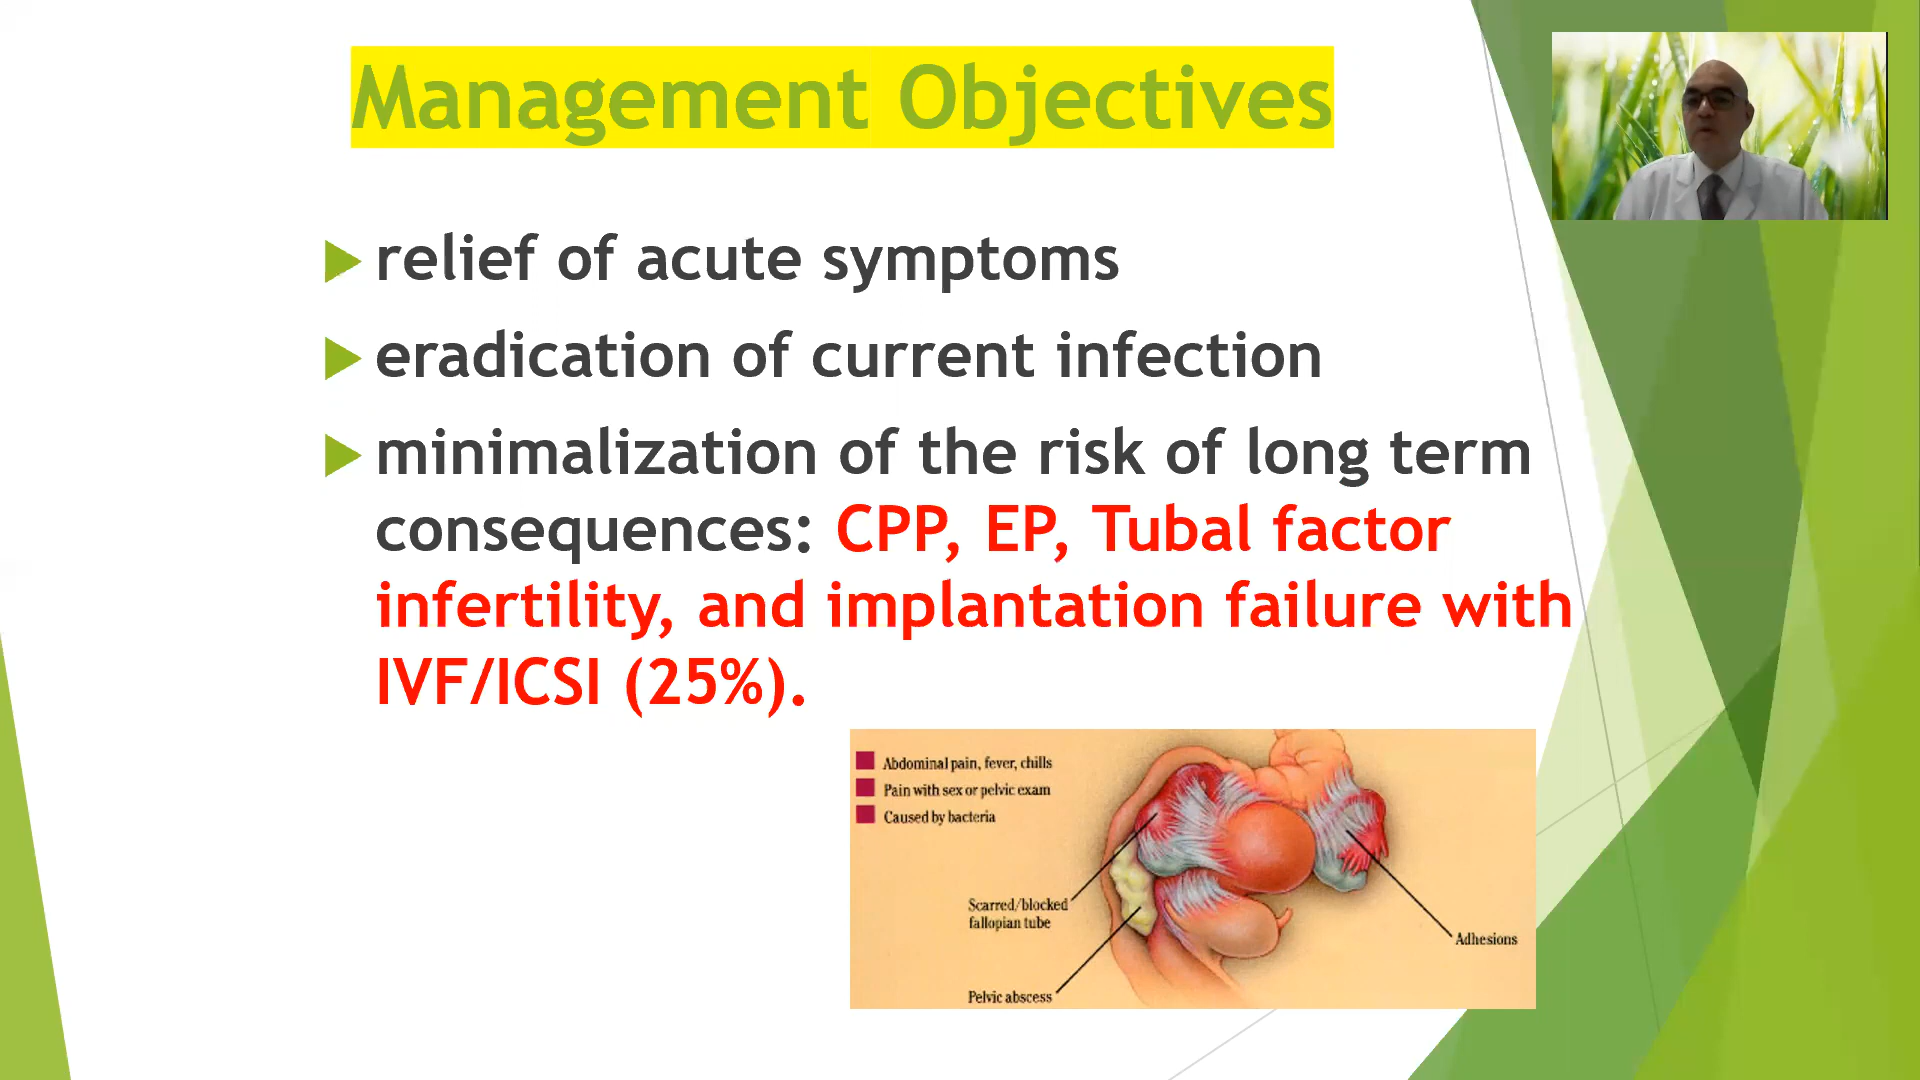 Management Objectives
relief of acute symptoms
eradication of current infection
minimalization of the risk of long term
consequences: CPP, EP, Tubal factor
infertility, and implantation failure with
IVF/ICSI (25%).
Abdominal pain, fever, chills
Pain with sex or pelvic exam
Caused by bacteria
Scarred/blocked
fallopian tube
Adhesions
Pelvic abscess